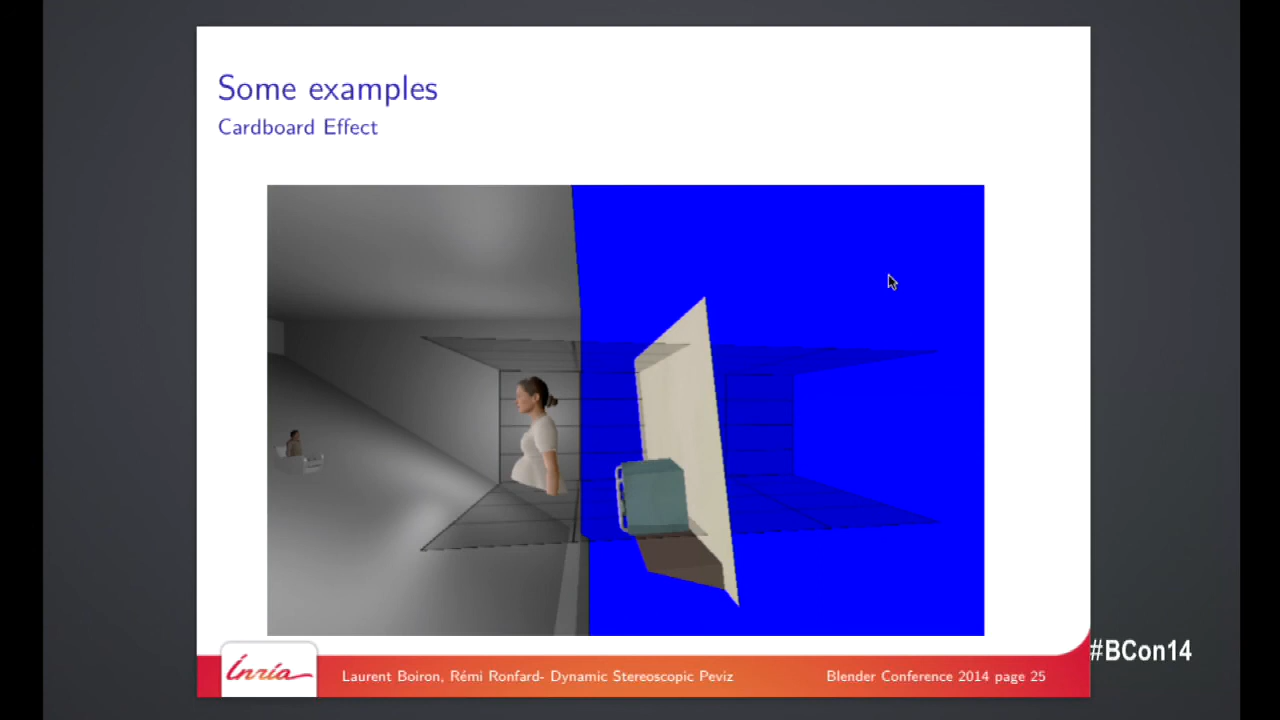 Some examples
Cardboard Effect
#BCon14
Inria
Laurent Boiron, Rémi Ronfard- Dynamic Stereoscopic Peviz
Blender Conference 2014 page 25